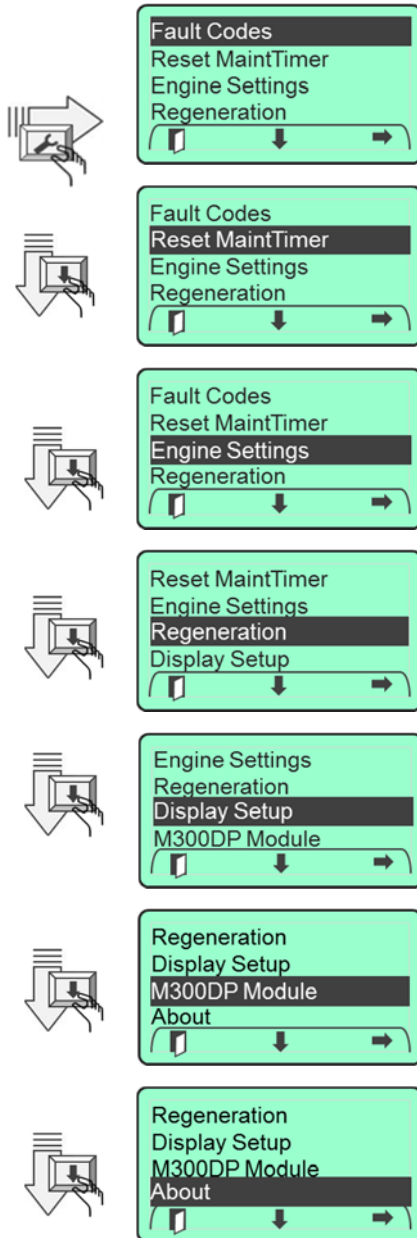 Fault Codes
Reset MaintTimer
Engine Settings
Regeneration
Fault Codes
Reset MaintTimer
Engine Settings
Regeneration
Fault Codes
Reset MaintTimer
Engine Settings
Regeneration
Reset MaintTimer
Engine Settings
Regeneration
Display Setup
Engine Settings
Regeneration
Display Setup
M300DP Module
Regeneration
Display Setup
M300DP Module
About
Regeneration
Display Setup
M300DP Module
About